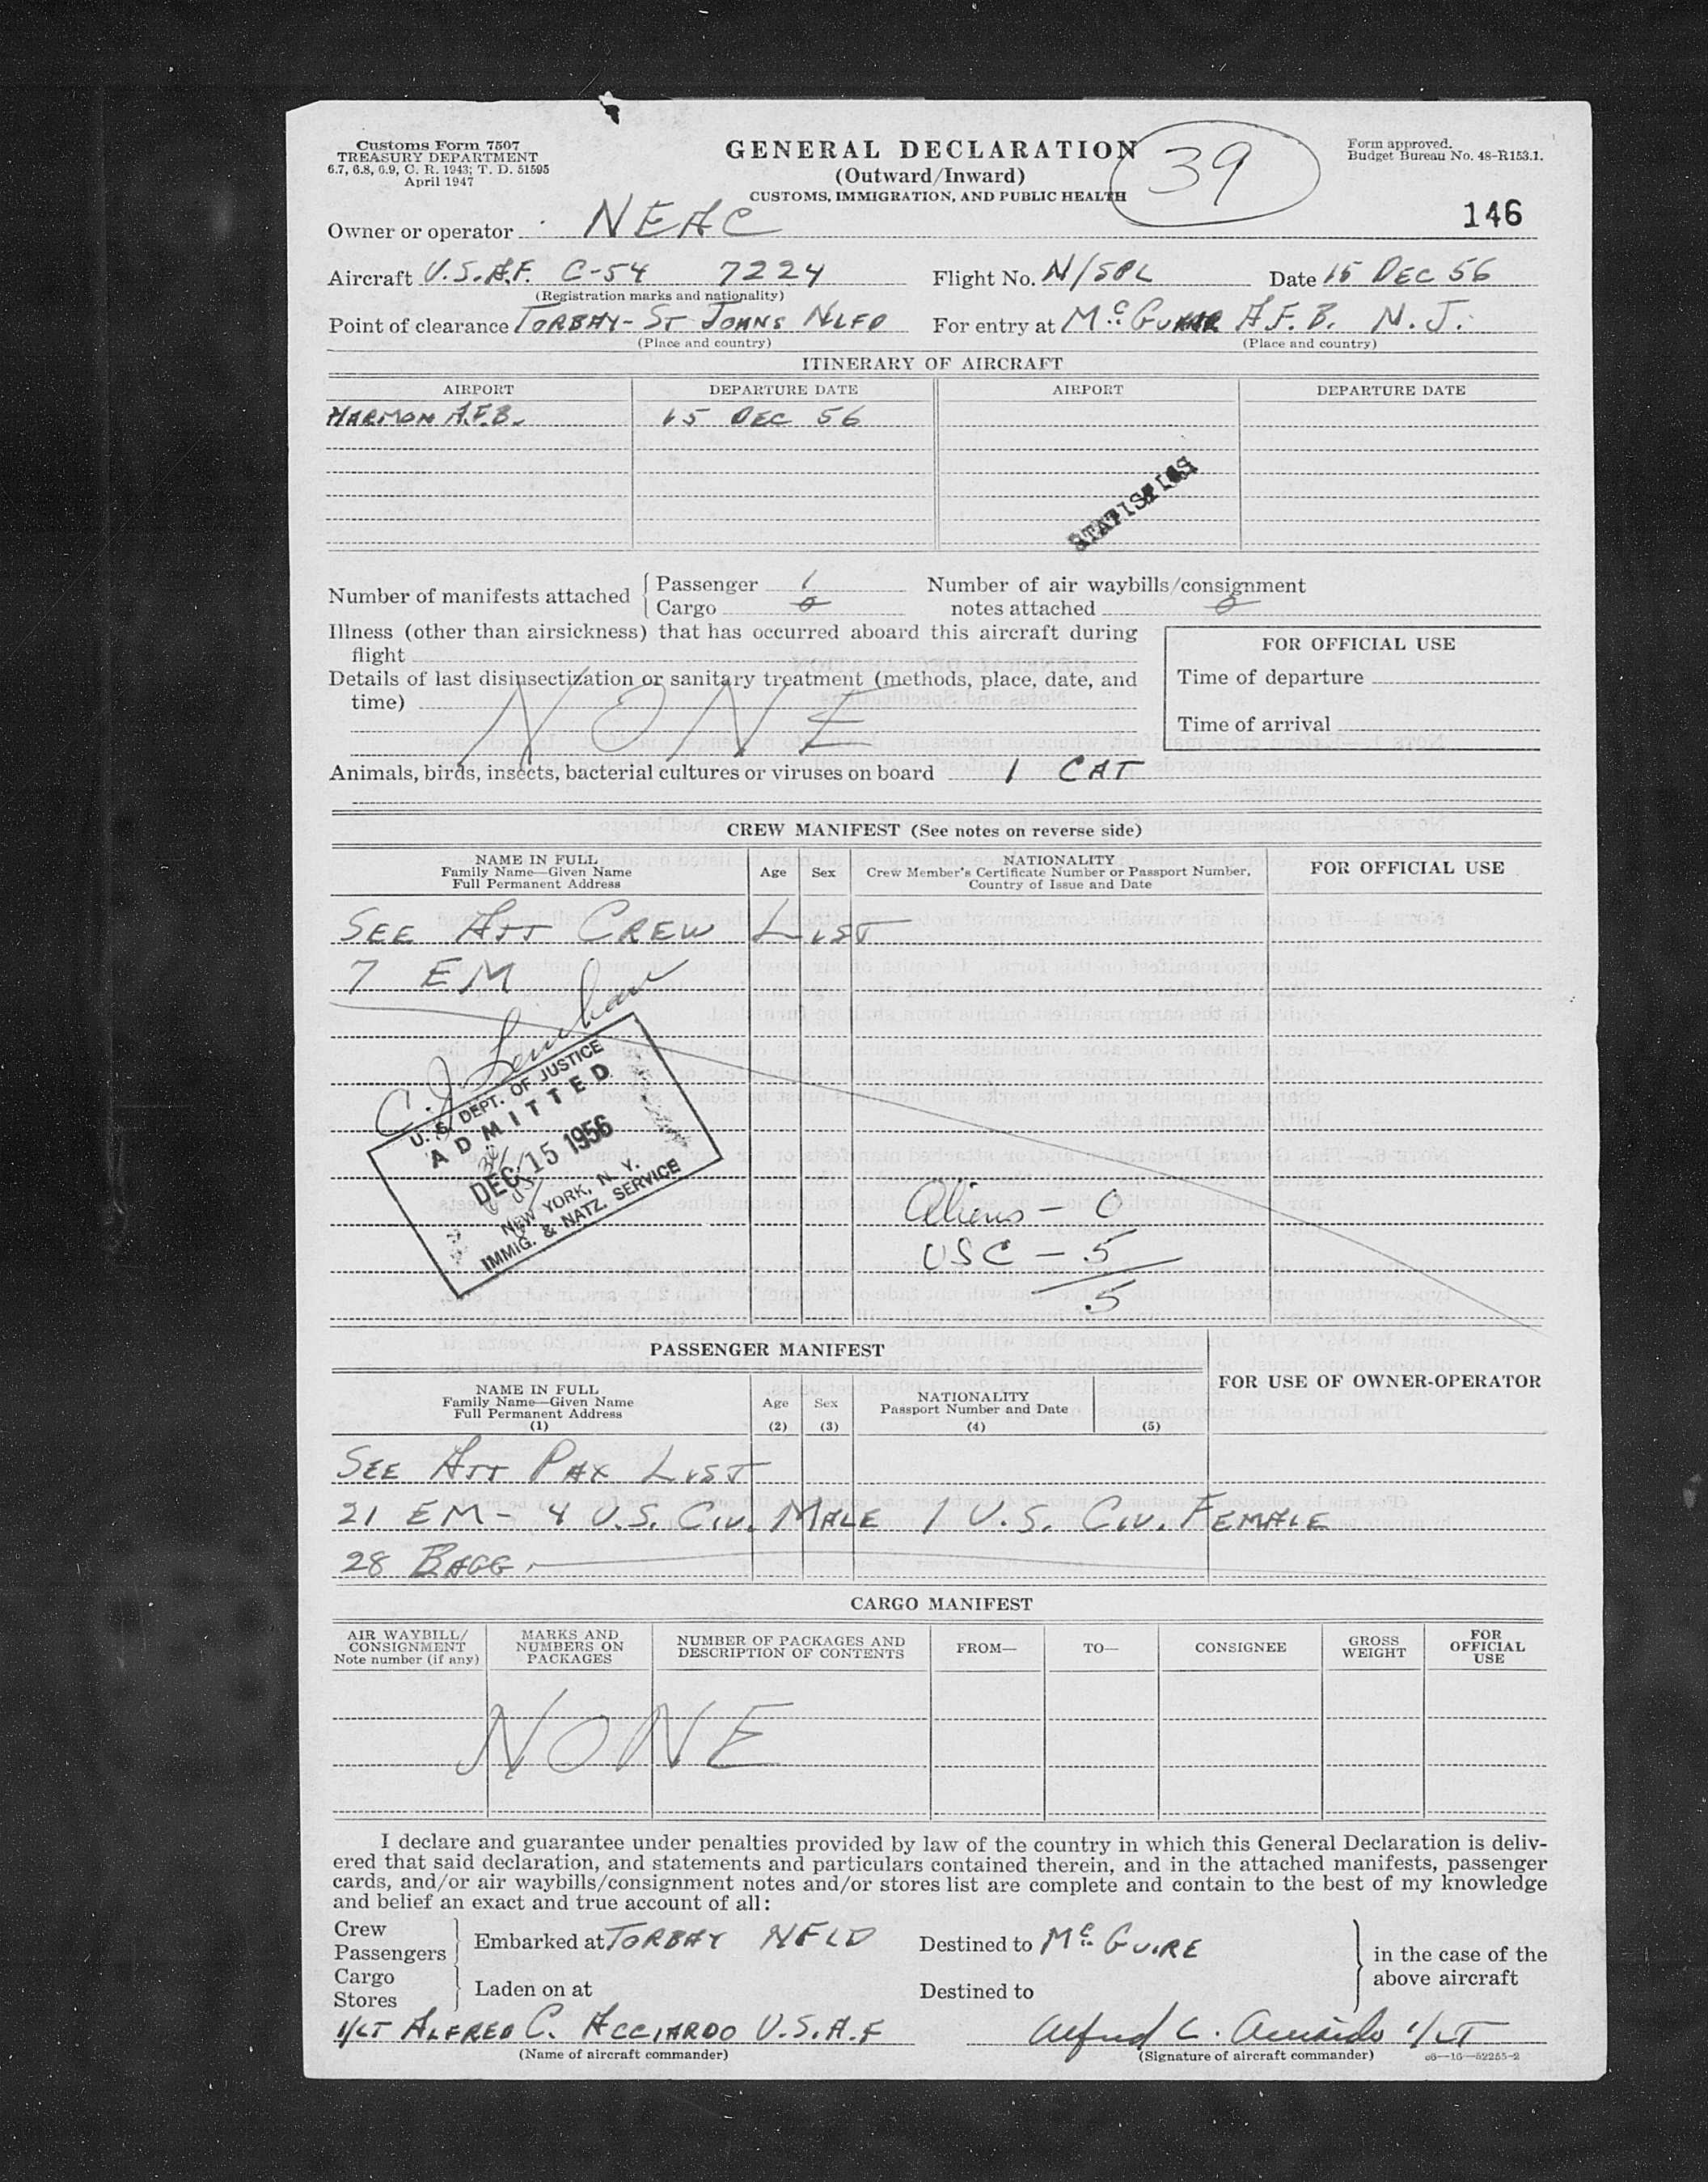 Customs Form 7507
TREASURY DEPARTMENT
6.7, 6.8, 6.9, C. R. 1943; T. D. 51595
April 1947
GENERAL DECLARATION
(Outward/Inward)
CUSTOMS, IMMIGRATION, AND PUBLIC HEALTH
39
Form approved.
Budget Bureau No. 48-R153.1.
146
Owner or operator NEAC
Aircraft U.S.A.F. C-54 7224 Flight No. N/SPL Date 15 DEC 56
(Registration marks and nationality)
Point of clearance TORBAY - ST JOHNS NLFD For entry at McGUIRE A.F.B. N.J.
(Place and country) (Place and country)
ITINERARY OF AIRCRAFT
AIRPORT DEPARTURE DATE AIRPORT DEPARTURE DATE
HARMON A.F.B. 15 DEC 56
STATISTICS
Number of manifests attached Passenger 1 Number of air waybills/consignment
Cargo 0 notes attached 0
Illness (other than airsickness) that has occurred aboard this aircraft during
flight
FOR OFFICIAL USE
Details of last disinsectization or sanitary treatment (methods, place, date, and
time)
Time of departure
NONE
Time of arrival
Animals, birds, insects, bacterial cultures or viruses on board 1 CAT
CREW MANIFEST (See notes on reverse side)
NAME IN FULL
Family Name—Given Name
Full Permanent Address
Age Sex
NATIONALITY
Crew Member's Certificate Number or Passport Number,
Country of Issue and Date
FOR OFFICIAL USE
SEE ATT CREW LIST
7 EM
U. S. DEPT. OF JUSTICE
ADMITTED
DEC 15 1956
NEW YORK, N. Y.
IMMIG. & NATZ. SERVICE
Aliens - 0
USC - 5
5
PASSENGER MANIFEST
NAME IN FULL
Family Name—Given Name
Full Permanent Address
(1)
Age
(2)
Sex
(3)
NATIONALITY
Passport Number and Date
(4) (5)
FOR USE OF OWNER-OPERATOR
SEE ATT PAX LIST
21 EM - 4 U.S. CIV. MALE 1 U.S. CIV. FEMALE
28 BAGG.
CARGO MANIFEST
AIR WAYBILL/
CONSIGNMENT
Note number (if any)
MARKS AND
NUMBERS ON
PACKAGES
NUMBER OF PACKAGES AND
DESCRIPTION OF CONTENTS
FROM—
TO—
CONSIGNEE
GROSS
WEIGHT
FOR
OFFICIAL
USE
NONE
I declare and guarantee under penalties provided by law of the country in which this General Declaration is deliv-
ered that said declaration, and statements and particulars contained therein, and in the attached manifests, passenger
cards, and/or air waybills/consignment notes and/or stores list are complete and contain to the best of my knowledge
and belief an exact and true account of all:
Crew
Passengers
Embarked at TORBAY NFLD Destined to McGUIRE
in the case of the
above aircraft
Cargo
Stores
Laden on at Destined to
1/LT ALFRED C. ACCIARDO U.S.A.F Alfred C. Acciardo 1/LT
(Name of aircraft commander) (Signature of aircraft commander) c6—16—52255-2